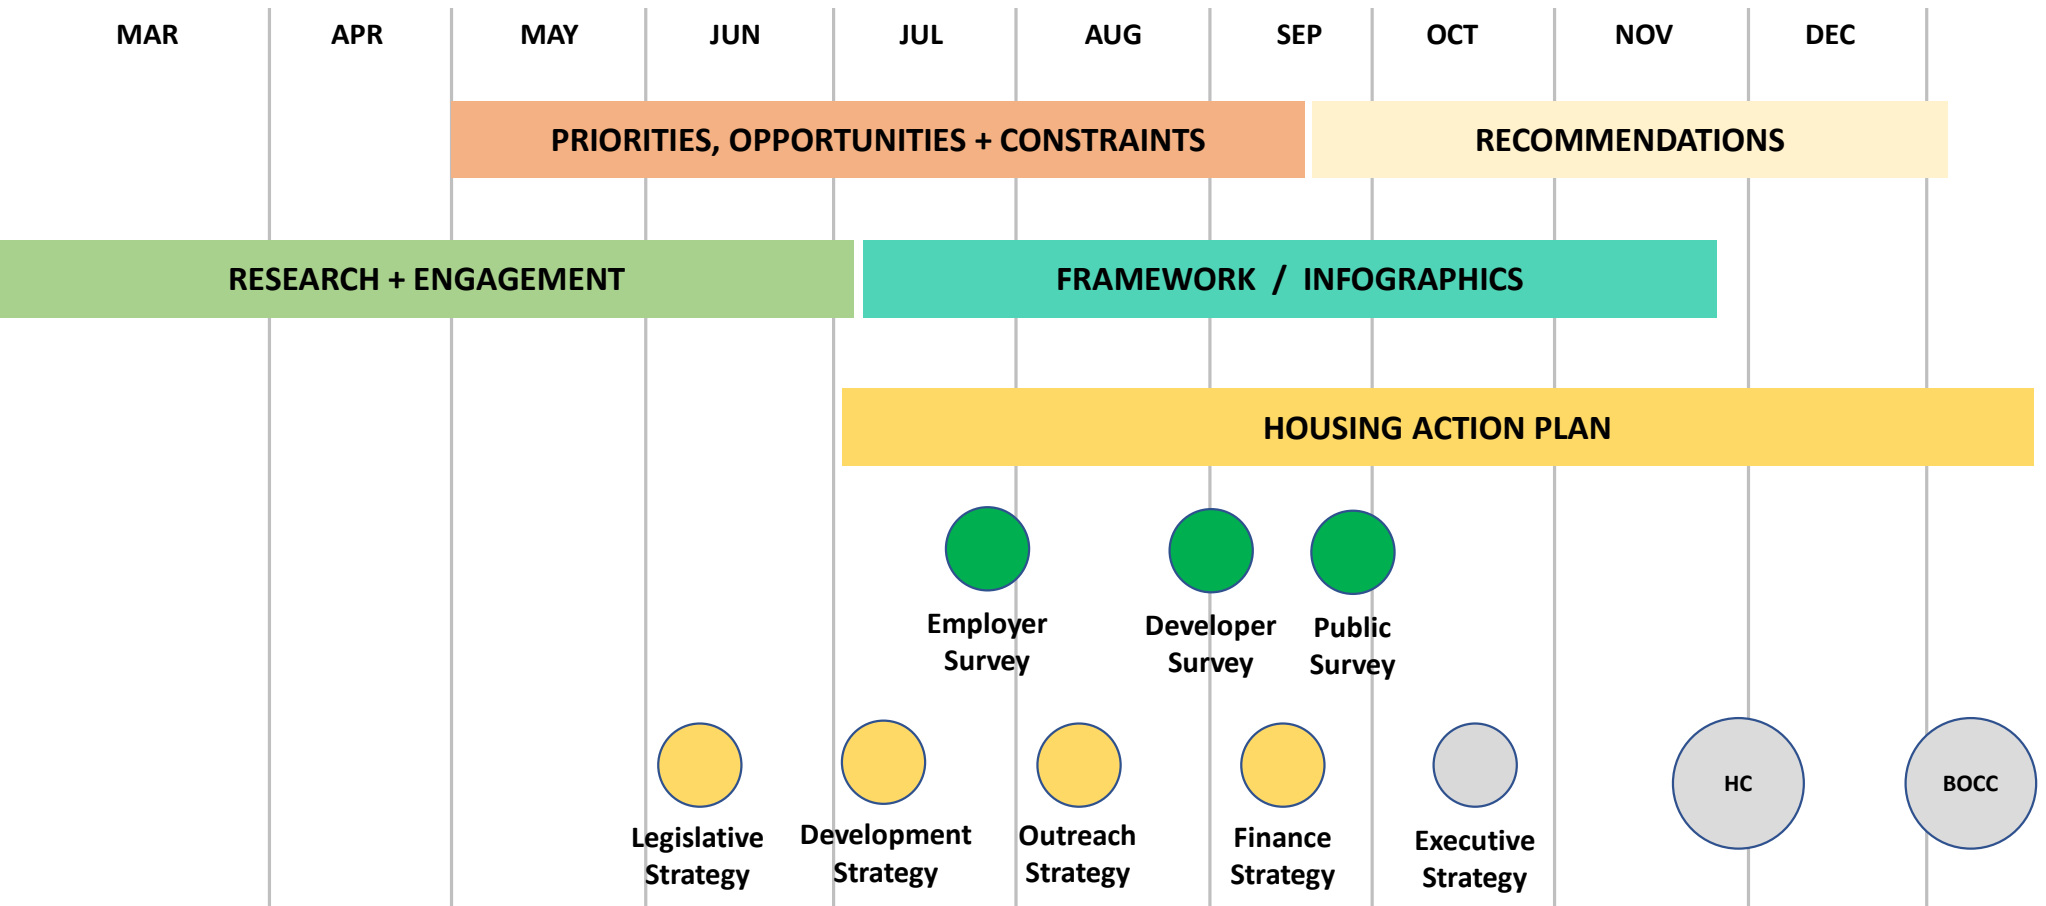 MAR APR MAY JUN JUL AUG SEP OCT NOV DEC
PRIORITIES, OPPORTUNITIES + CONSTRAINTS
RECOMMENDATIONS
RESEARCH + ENGAGEMENT
FRAMEWORK / INFOGRAPHICS
HOUSING ACTION PLAN
Employer
Survey
Developer
Survey
Public
Survey
Legislative
Strategy
Development
Strategy
Outreach
Strategy
Finance
Strategy
Executive
Strategy
HC
BOCC